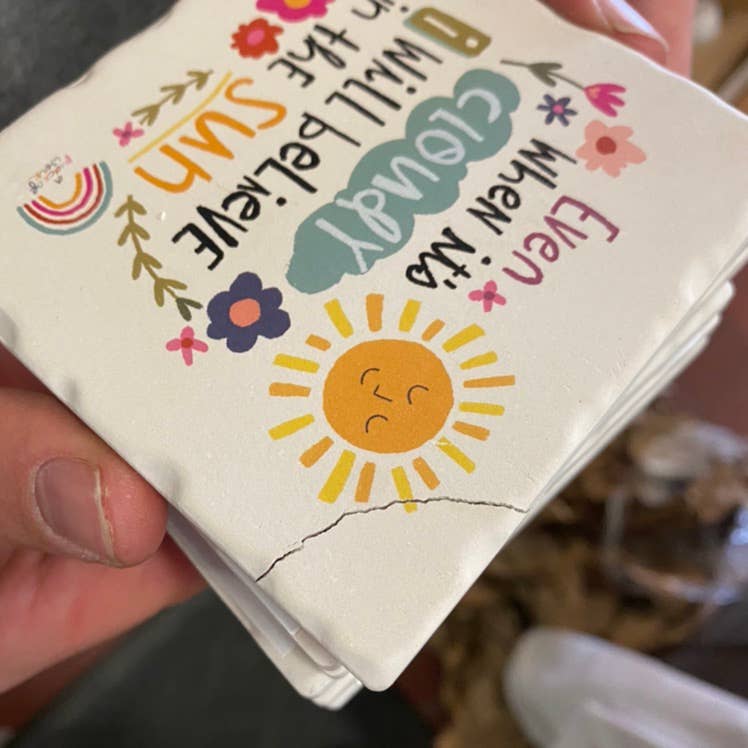 Even
when it's
CLOUDY
I will believe
in the
SUN